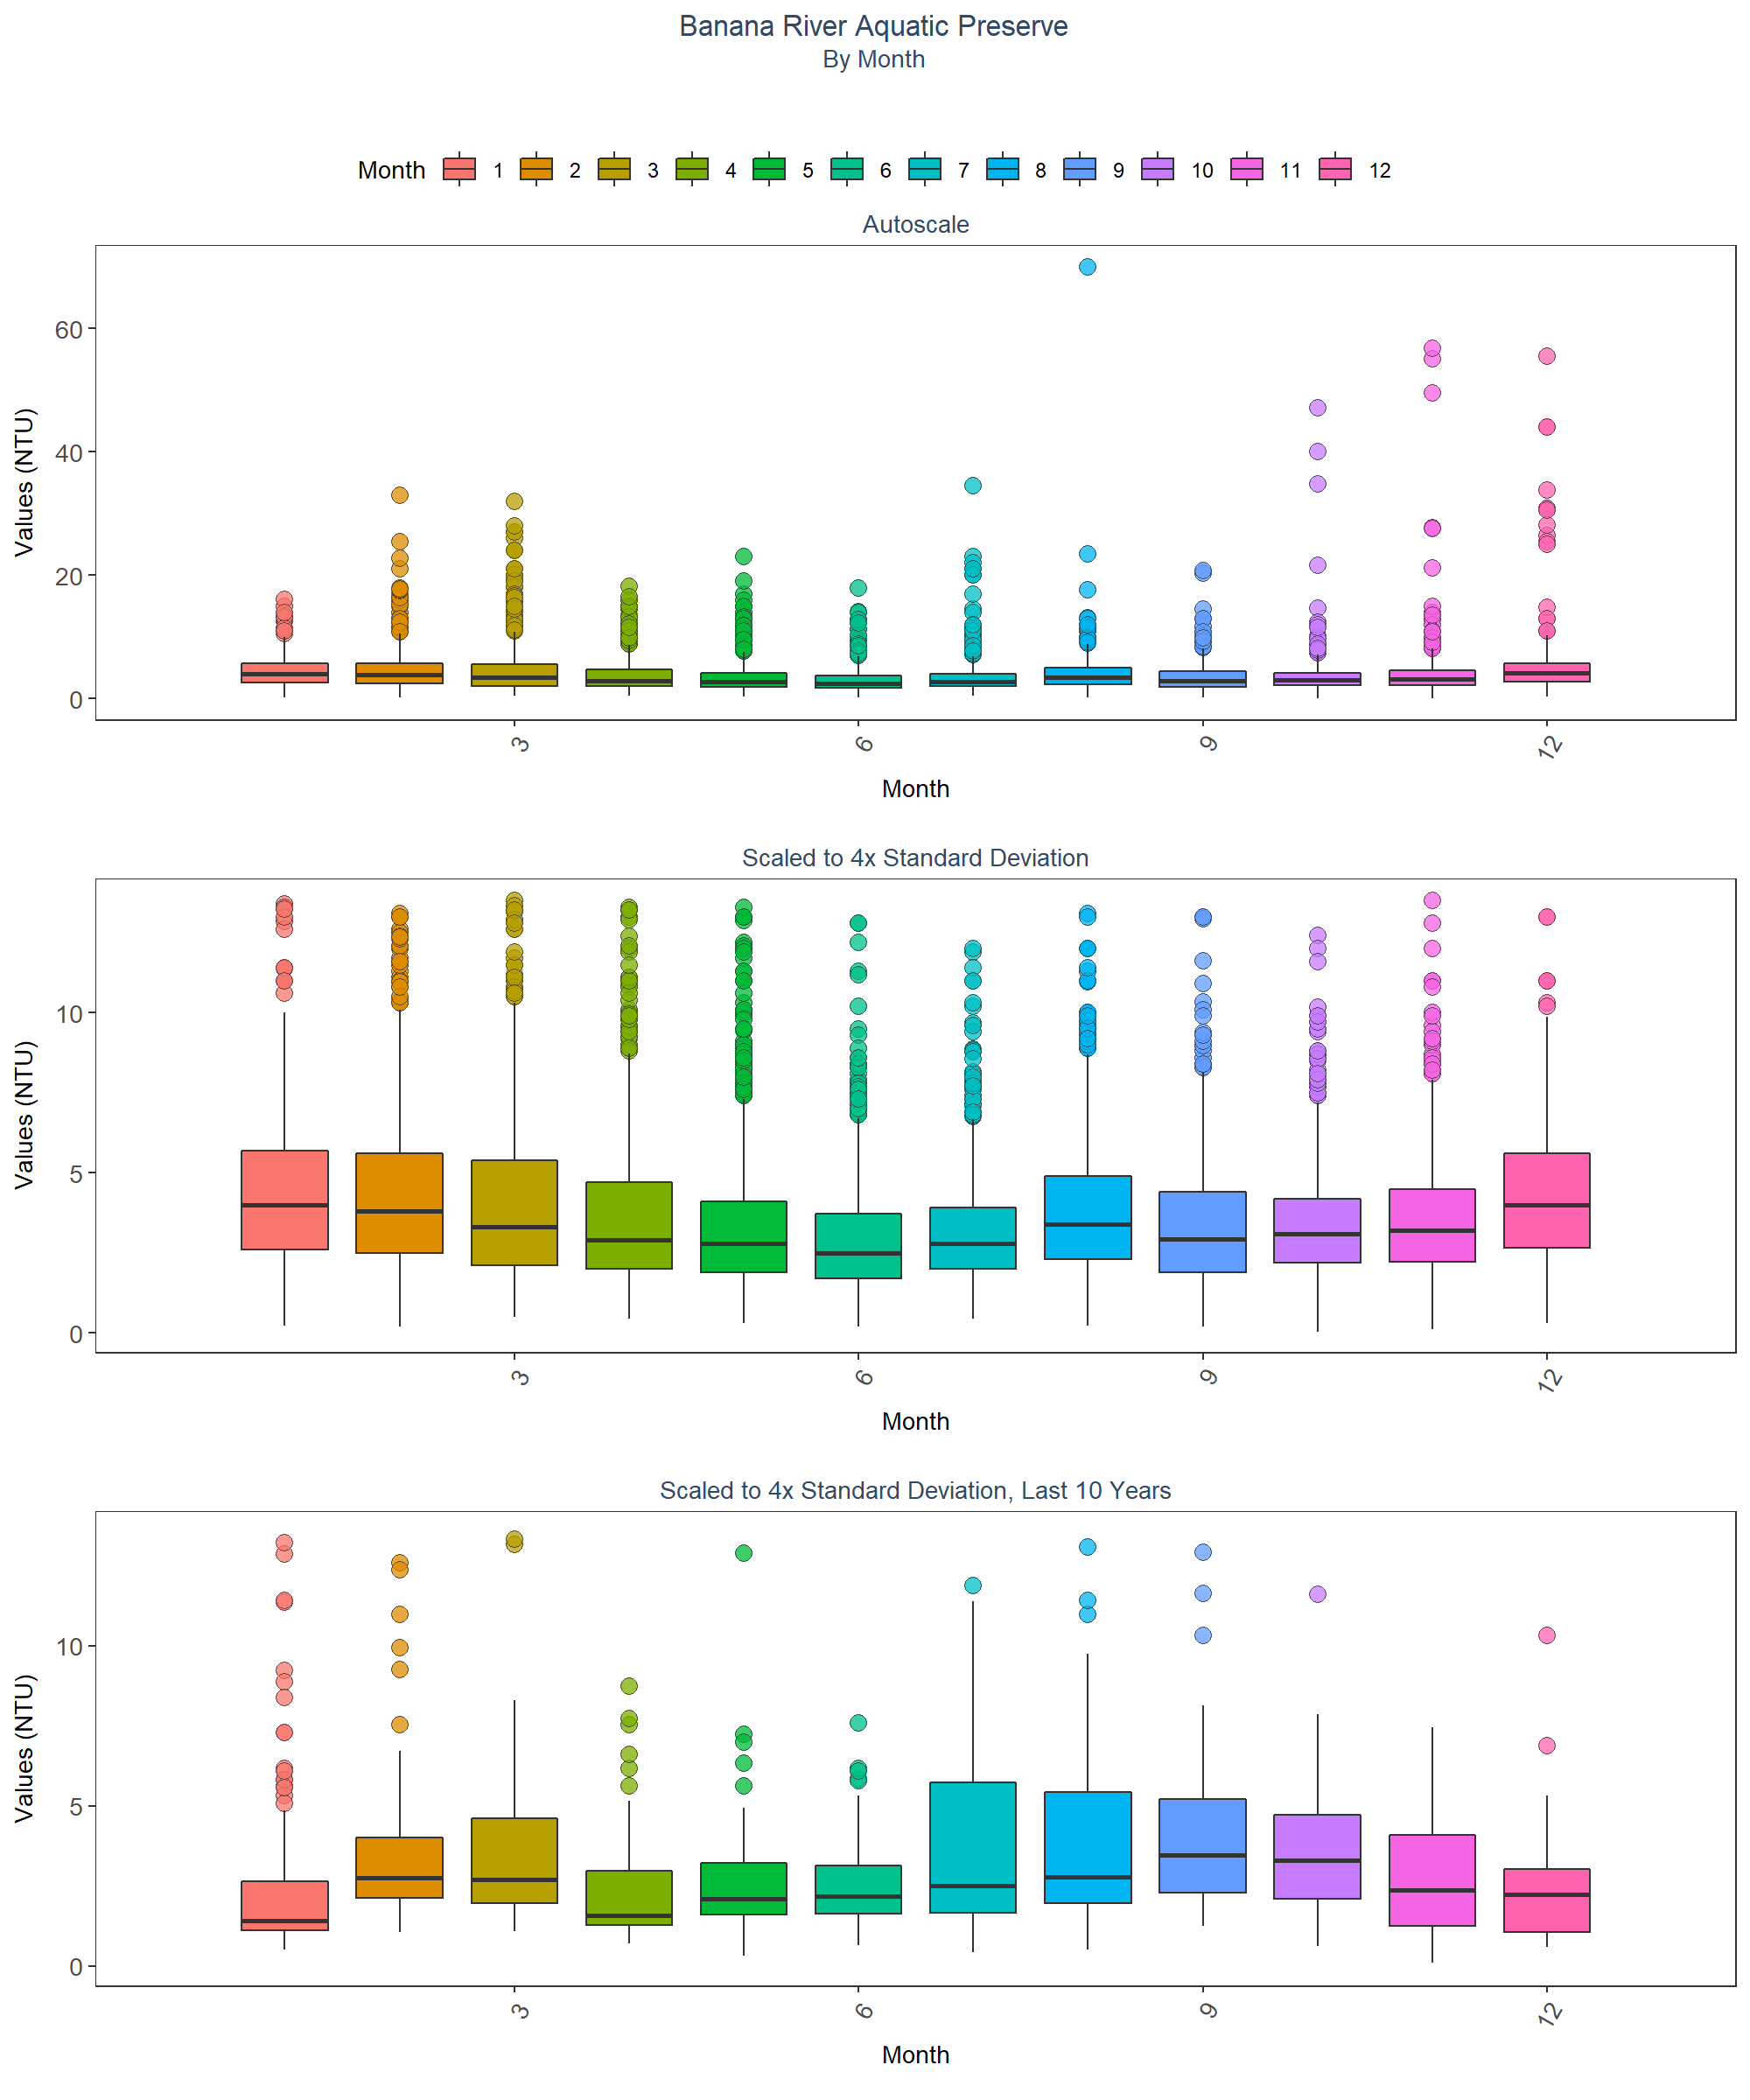 Banana River Aquatic Preserve
By Month
Month 1 2 3 4 5 6 7 8 9 10 11 12
Autoscale
Values (NTU)
60
40
20
0
3 6 9 12
Month
Scaled to 4x Standard Deviation
Values (NTU)
10
5
0
3 6 9 12
Month
Scaled to 4x Standard Deviation, Last 10 Years
Values (NTU)
10
5
0
3 6 9 12
Month